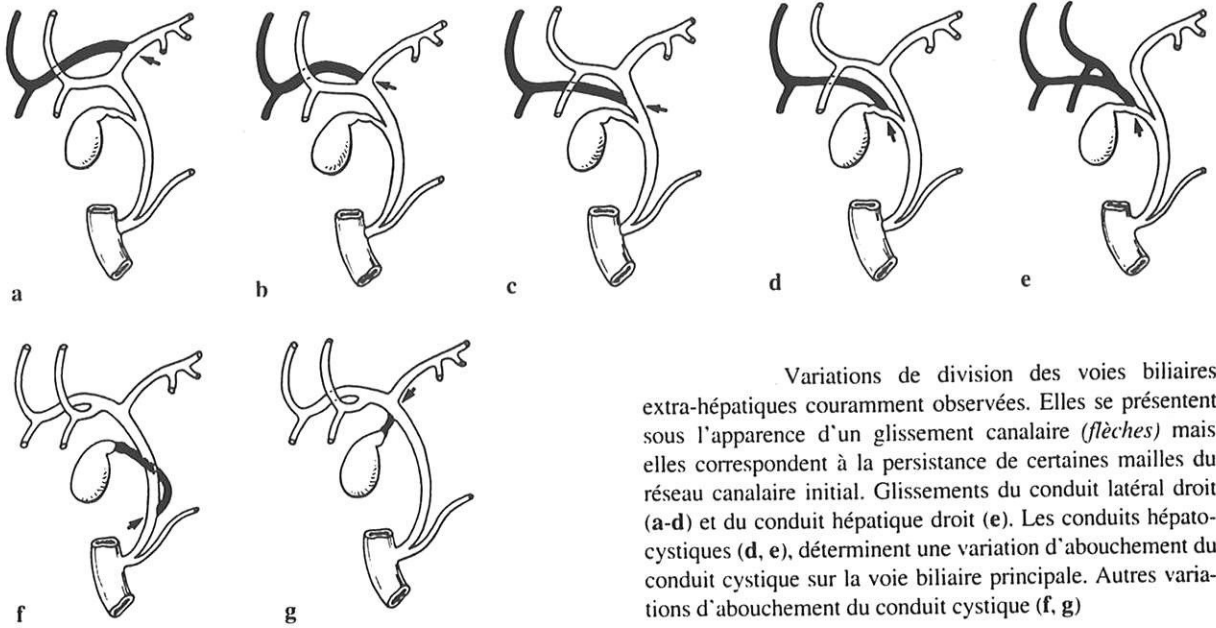 a
b
c
d
e
f
g
Variations de division des voies biliaires
extra-hépatiques couramment observées. Elles se présentent
sous l'apparence d'un glissement canalaire (flèches) mais
elles correspondent à la persistance de certaines mailles du
réseau canalaire initial. Glissements du conduit latéral droit
(a-d) et du conduit hépatique droit (e). Les conduits hépato-
cystiques (d, e), déterminent une variation d'abouchement du
conduit cystique sur la voie biliaire principale. Autres varia-
tions d'abouchement du conduit cystique (f, g)